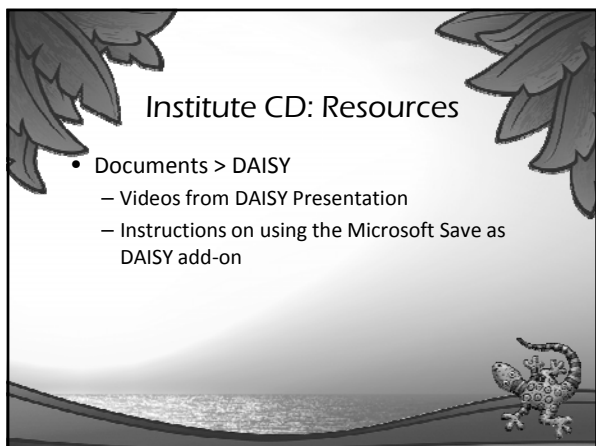 Institute CD: Resources
• Documents > DAISY
– Videos from DAISY Presentation
– Instructions on using the Microsoft Save as
DAISY add-on